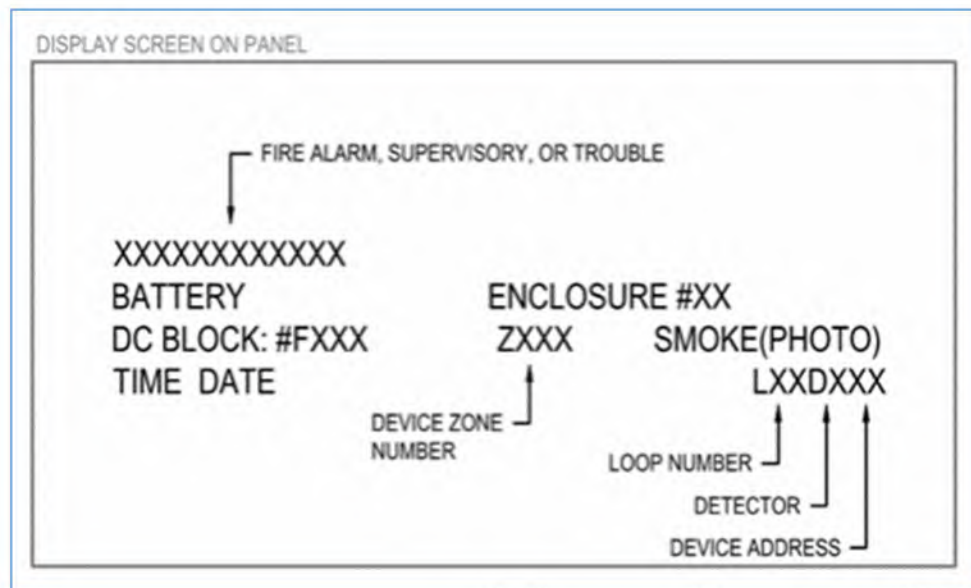 DISPLAY SCREEN ON PANEL
FIRE ALARM, SUPERVISORY, OR TROUBLE
XXXXXXXXXXXX
BATTERY ENCLOSURE #XX
DC BLOCK: #FXXX ZXXX SMOKE(PHOTO)
TIME DATE LXXDXXX
DEVICE ZONE
NUMBER
LOOP NUMBER
DETECTOR
DEVICE ADDRESS